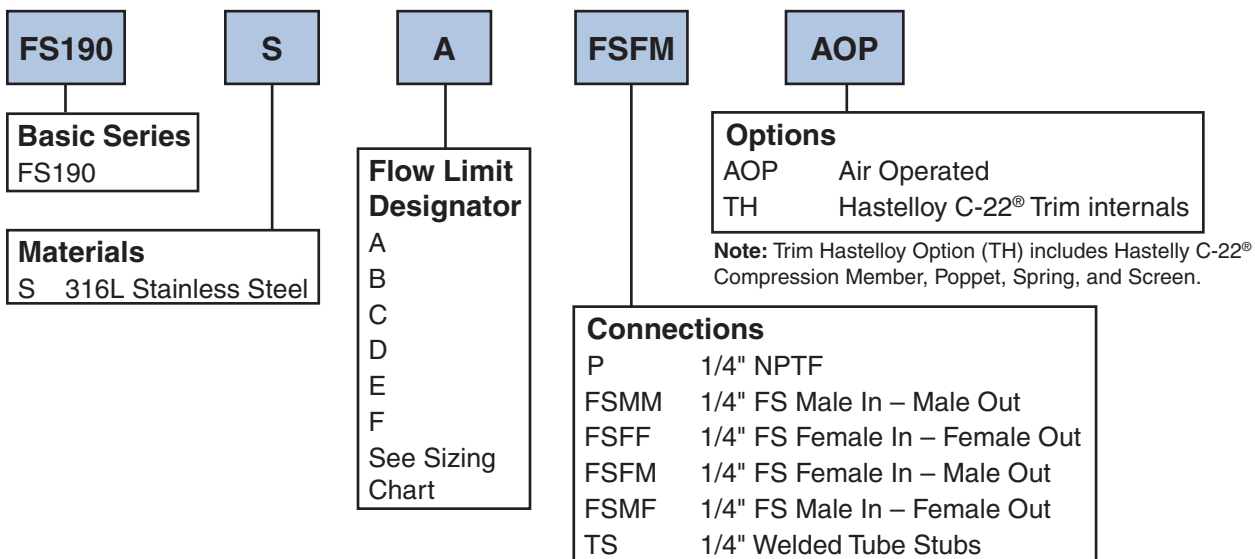 FS190 S A FSFM AOP
Basic Series
FS190
Materials
S 316L Stainless Steel
Flow Limit
Designator
A
B
C
D
E
F
See Sizing
Chart
Options
AOP Air Operated
TH Hastelloy C-22® Trim internals
Note: Trim Hastelloy Option (TH) includes Hastelly C-22®
Compression Member, Poppet, Spring, and Screen.
Connections
P 1/4" NPTF
FSMM 1/4" FS Male In – Male Out
FSFF 1/4" FS Female In – Female Out
FSFM 1/4" FS Female In – Male Out
FSMF 1/4" FS Male In – Female Out
TS 1/4" Welded Tube Stubs